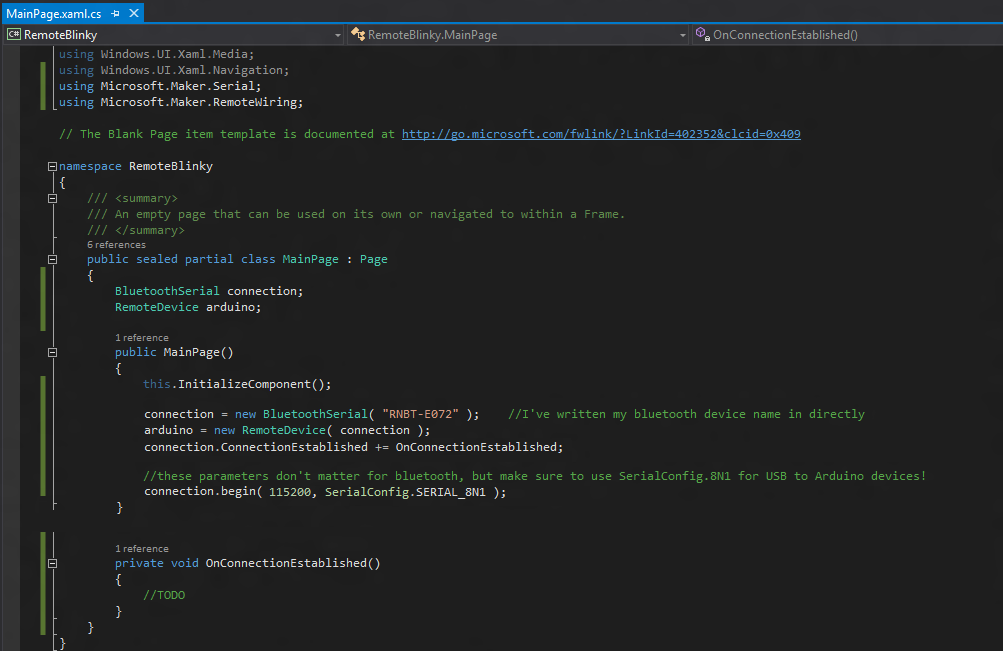 MainPage.xaml.cs
RemoteBlinky RemoteBlinky.MainPage OnConnectionEstablished()
using Windows.UI.Xaml.Media;
using Windows.UI.Xaml.Navigation;
using Microsoft.Maker.Serial;
using Microsoft.Maker.RemoteWiring;
// The Blank Page item template is documented at http://go.microsoft.com/fwlink/?LinkId=402352&clcid=0x409
namespace RemoteBlinky
{
/// <summary>
/// An empty page that can be used on its own or navigated to within a Frame.
/// </summary>
6 references
public sealed partial class MainPage : Page
{
BluetoothSerial connection;
RemoteDevice arduino;
1 reference
public MainPage()
{
this.InitializeComponent();
connection = new BluetoothSerial( "RNBT-E072" ); //I've written my bluetooth device name in directly
arduino = new RemoteDevice( connection );
connection.ConnectionEstablished += OnConnectionEstablished;
//these parameters don't matter for bluetooth, but make sure to use SerialConfig.8N1 for USB to Arduino devices!
connection.begin( 115200, SerialConfig.SERIAL_8N1 );
}
1 reference
private void OnConnectionEstablished()
{
//TODO
}
}
}